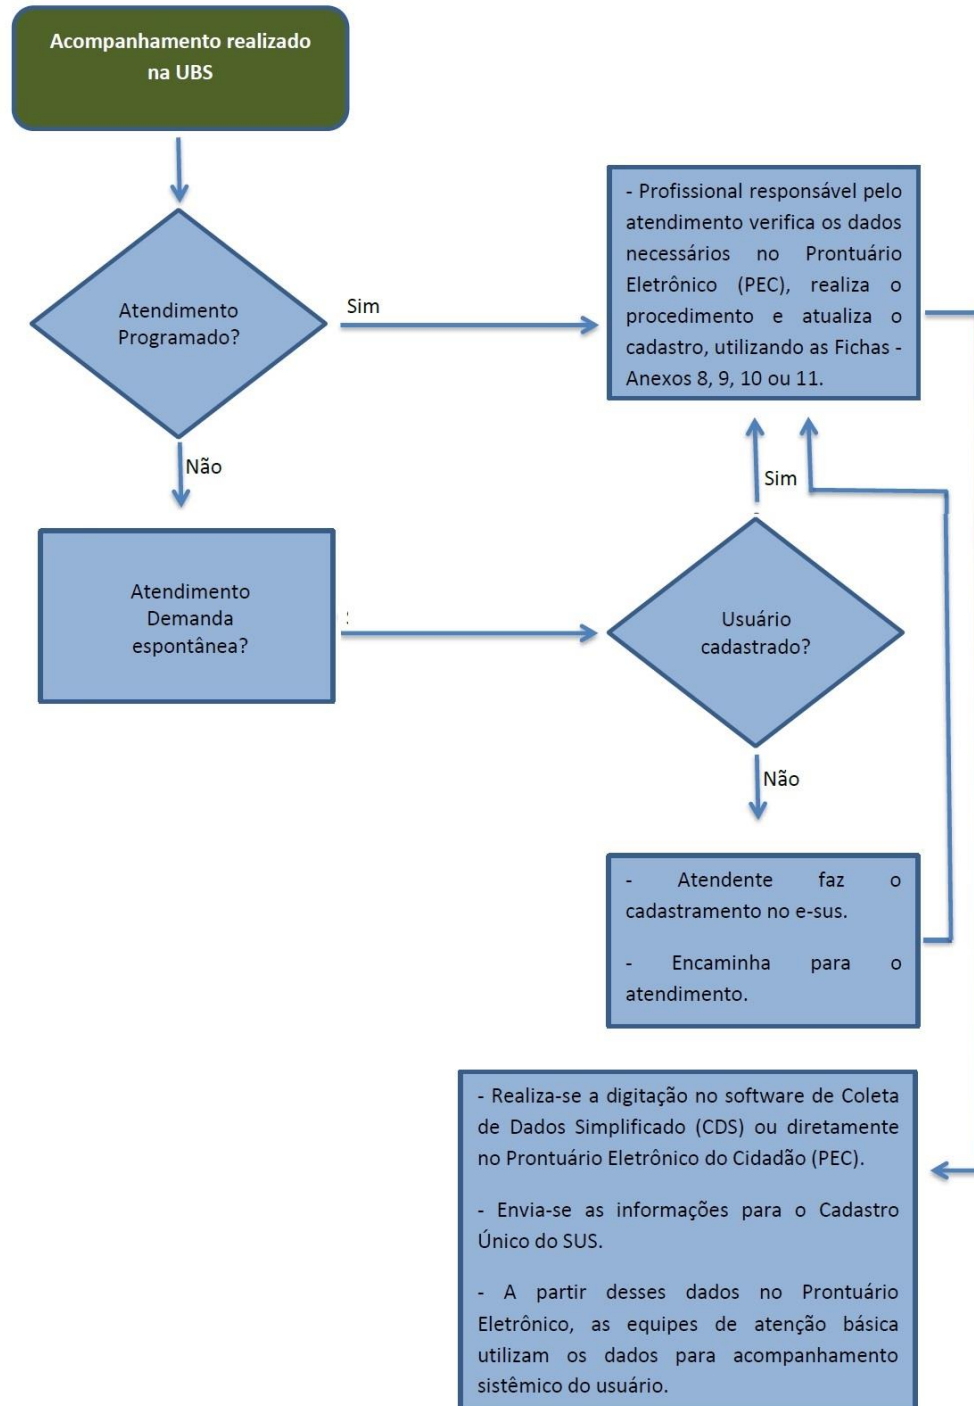 Acompanhamento realizado
na UBS
Atendimento
Programado?
Sim
- Profissional responsável pelo
atendimento verifica os dados
necessários no Prontuário
Eletrônico (PEC), realiza o
procedimento e atualiza o
cadastro, utilizando as Fichas -
Anexos 8, 9, 10 ou 11.
Não
Sim
Atendimento
Demanda
espontânea?
Usuário
cadastrado?
Não
- Atendente faz o
cadastramento no e-sus.
- Encaminha para o
atendimento.
- Realiza-se a digitação no software de Coleta
de Dados Simplificado (CDS) ou diretamente
no Prontuário Eletrônico do Cidadão (PEC).
- Envia-se as informações para o Cadastro
Único do SUS.
- A partir desses dados no Prontuário
Eletrônico, as equipes de atenção básica
utilizam os dados para acompanhamento
sistêmico do usuário.